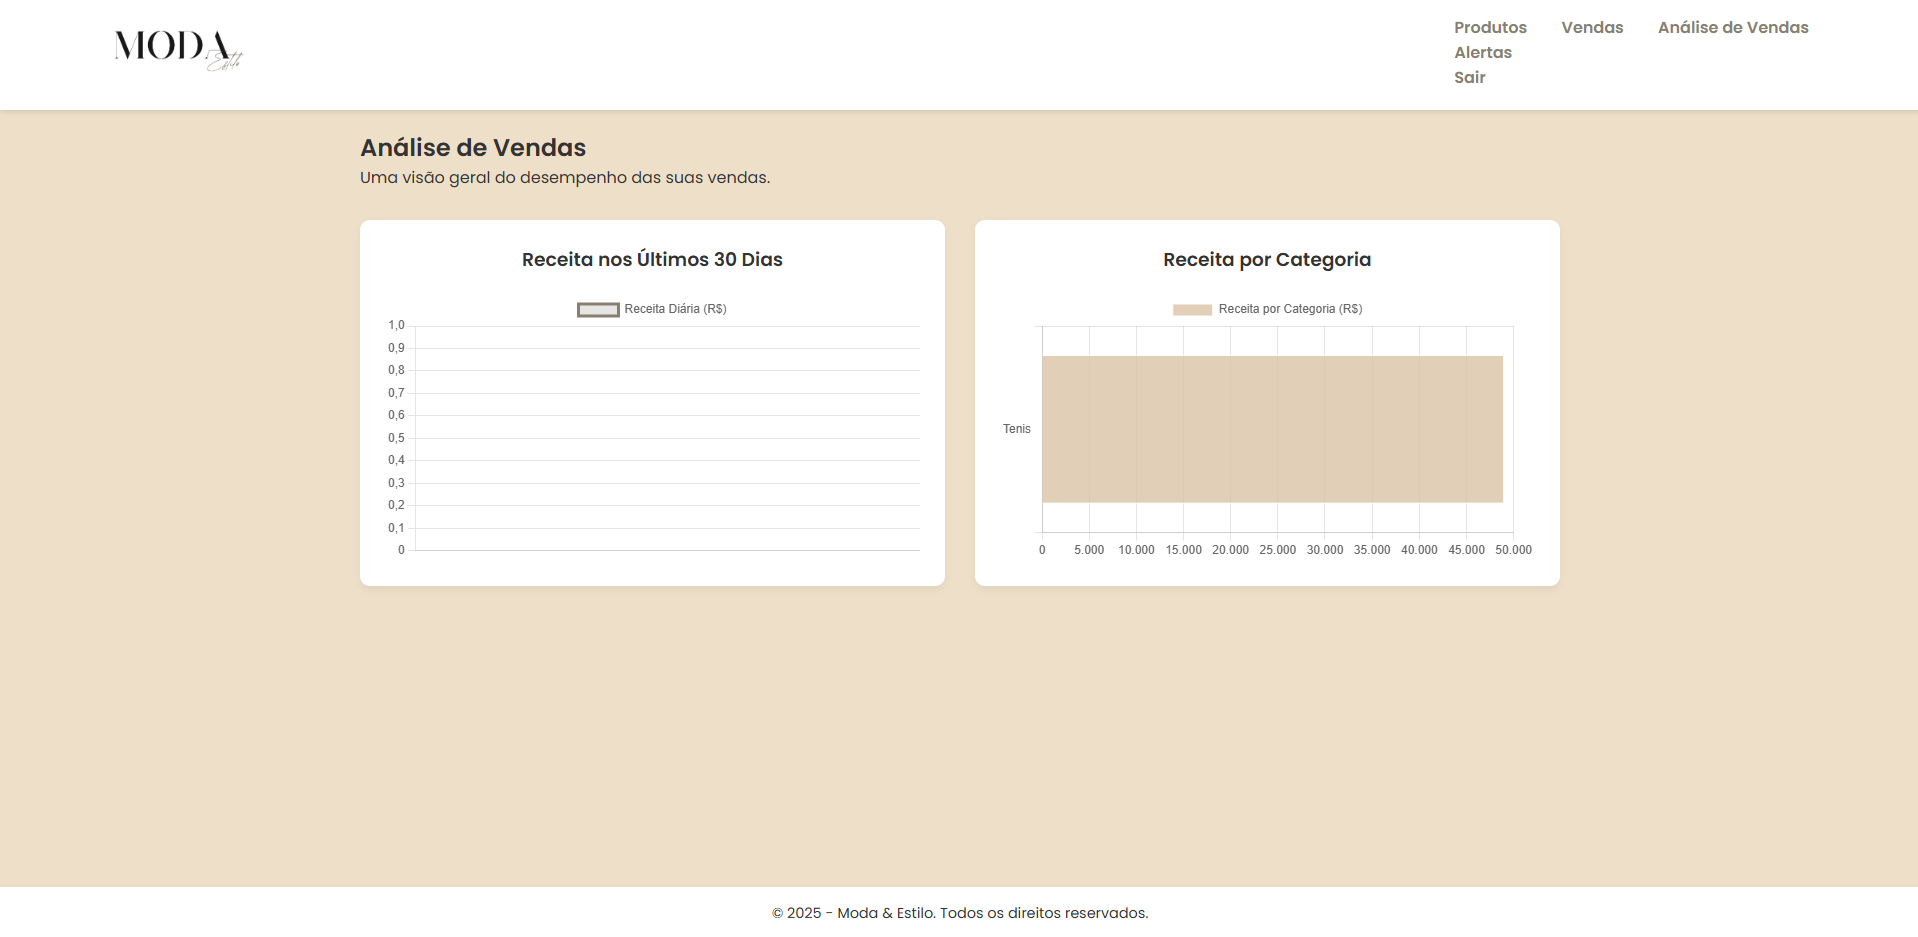 MODA
Estilo
Produtos Vendas Análise de Vendas
Alertas
Sair
Análise de Vendas
Uma visão geral do desempenho das suas vendas.
Receita nos Últimos 30 Dias
Receita Diária (R$)
1,0
0,9
0,8
0,7
0,6
0,5
0,4
0,3
0,2
0,1
0
Receita por Categoria
Receita por Categoria (R$)
Tenis
0 5.000 10.000 15.000 20.000 25.000 30.000 35.000 40.000 45.000 50.000
© 2025 - Moda & Estilo. Todos os direitos reservados.